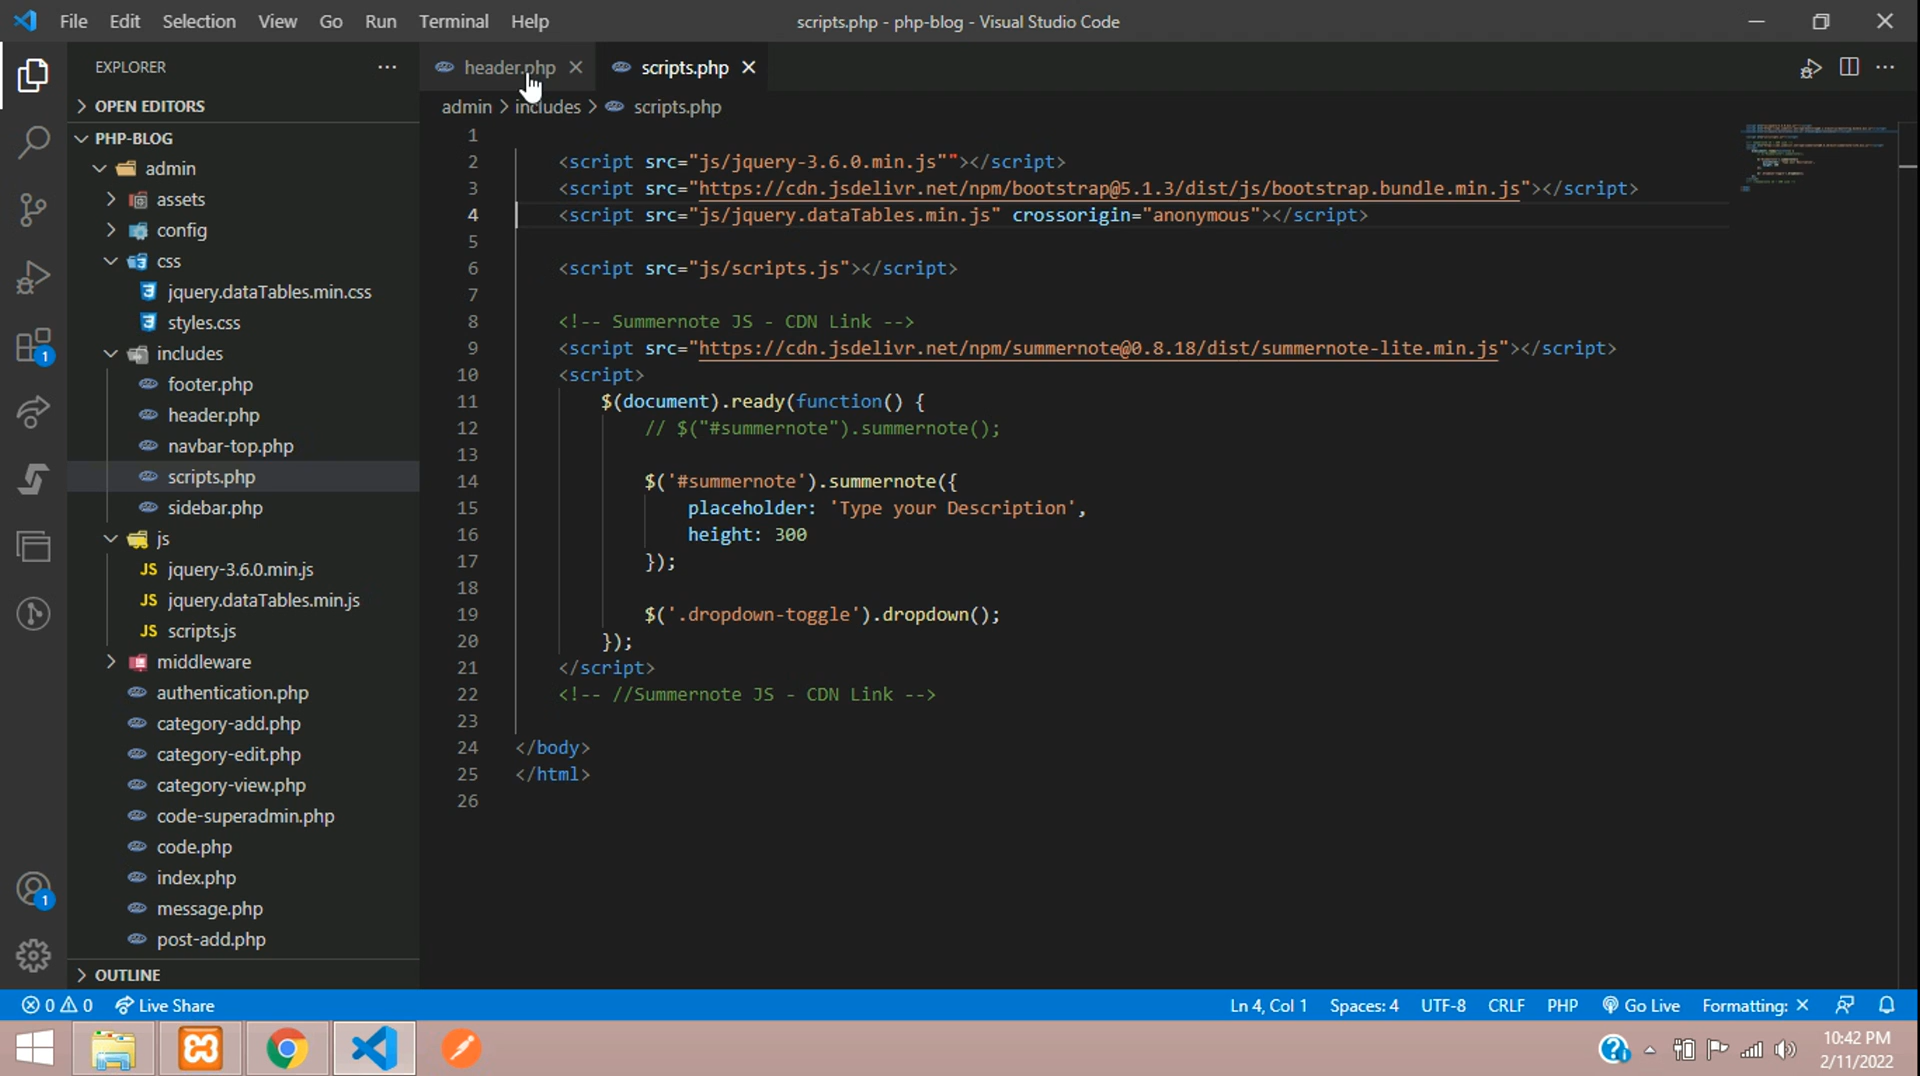 File Edit Selection View Go Run Terminal Help
scripts.php - php-blog - Visual Studio Code
EXPLORER
header.php
scripts.php
OPEN EDITORS
admin > includes > scripts.php
PHP-BLOG
admin
assets
config
css
jquery.dataTables.min.css
styles.css
includes
footer.php
header.php
navbar-top.php
scripts.php
sidebar.php
js
JS jquery-3.6.0.min.js
JS jquery.dataTables.min.js
JS scripts.js
middleware
authentication.php
category-add.php
category-edit.php
category-view.php
code-superadmin.php
code.php
index.php
message.php
post-add.php
OUTLINE
1
1
1
2 <script src="js/jquery-3.6.0.min.js""></script>
3 <script src="https://cdn.jsdelivr.net/npm/bootstrap@5.1.3/dist/js/bootstrap.bundle.min.js"></script>
4 <script src="js/jquery.dataTables.min.js" crossorigin="anonymous"></script>
5
6 <script src="js/scripts.js"></script>
7
8 <!-- Summernote JS - CDN Link -->
9 <script src="https://cdn.jsdelivr.net/npm/summernote@0.8.18/dist/summernote-lite.min.js"></script>
10 <script>
11 $(document).ready(function() {
12 // $("#summernote").summernote();
13
14 $('#summernote').summernote({
15 placeholder: 'Type your Description',
16 height: 300
17 });
18
19 $('.dropdown-toggle').dropdown();
20 });
21 </script>
22 <!-- //Summernote JS - CDN Link -->
23
24 </body>
25 </html>
26
0 0 Live Share
Ln 4, Col 1 Spaces: 4 UTF-8 CRLF PHP Go Live Formatting: ×
10:42 PM
2/11/2022